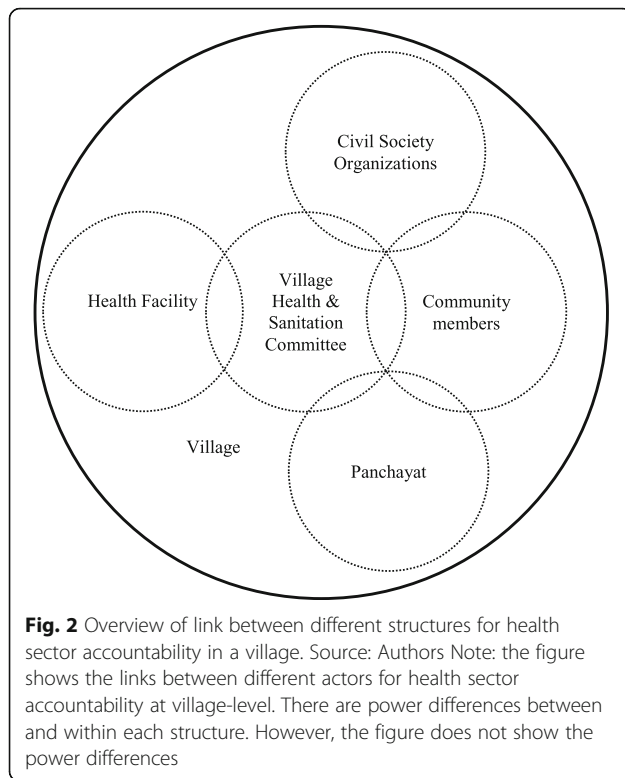 Civil Society
Organizations
Health Facility
Village
Health &
Sanitation
Committee
Community
members
Village
Panchayat
Fig. 2 Overview of link between different structures for health
sector accountability in a village. Source: Authors Note: the figure
shows the links between different actors for health sector
accountability at village-level. There are power differences between
and within each structure. However, the figure does not show the
power differences